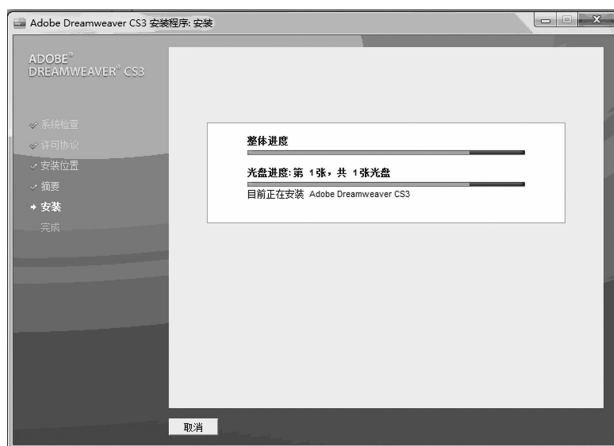 Adobe Dreamweaver CS3 安装程序: 安装
ADOBE®
DREAMWEAVER® CS3
系统检查
许可协议
安装位置
摘要
安装
完成
整体进度
光盘进度: 第 1张，共 1张光盘
目前正在安装 Adobe Dreamweaver CS3
取消